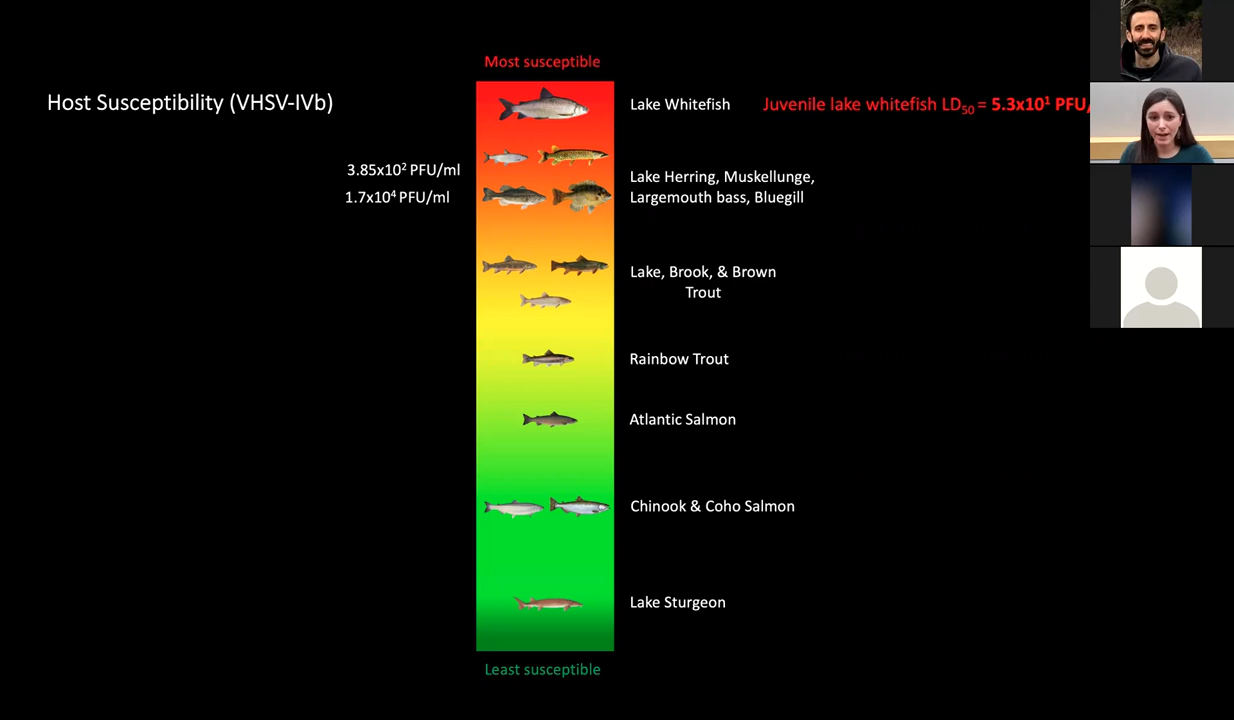 Most susceptible
Host Susceptibility (VHSV-IVb)
Lake Whitefish
Juvenile lake whitefish LD50 = 5.3x10¹ PFU/
3.85x10² PFU/ml
1.7x10⁴ PFU/ml
Lake Herring, Muskellunge,
Largemouth bass, Bluegill
Lake, Brook, & Brown
Trout
Rainbow Trout
Atlantic Salmon
Chinook & Coho Salmon
Lake Sturgeon
Least susceptible